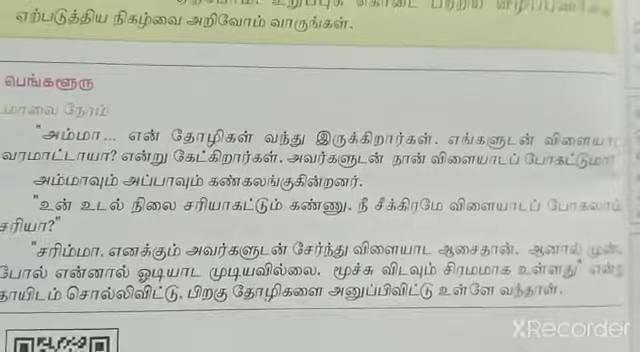 ஏற்படுத்திய நிகழ்வை அறிவோம் வாருங்கள்.
பெங்களூரு
மாலை நேரம்
"அம்மா... என் தோழிகள் வந்து இருக்கிறார்கள். எங்களுடன் விளையா
வரமாட்டாயா? என்று கேட்கிறார்கள். அவர்களுடன் நான் விளையாடப் போகட்டுமா
அம்மாவும் அப்பாவும் கண்கலங்குகின்றனர்.
"உன் உடல் நிலை சரியாகட்டும் கண்ணு. நீ சீக்கிரமே விளையாடப் போகலாம்
சரியா?"
"சரிம்மா, எனக்கும் அவர்களுடன் சேர்ந்து விளையாட ஆசைதான். ஆனால் முன்
போல் என்னால் ஓடியாட முடியவில்லை. மூச்சு விடவும் சிரமமாக உள்ளது"
தாயிடம் சொல்லிவிட்டு, பிறகு தோழிகளை அனுப்பிவிட்டு உள்ளே வந்தாள்.
XRecorder